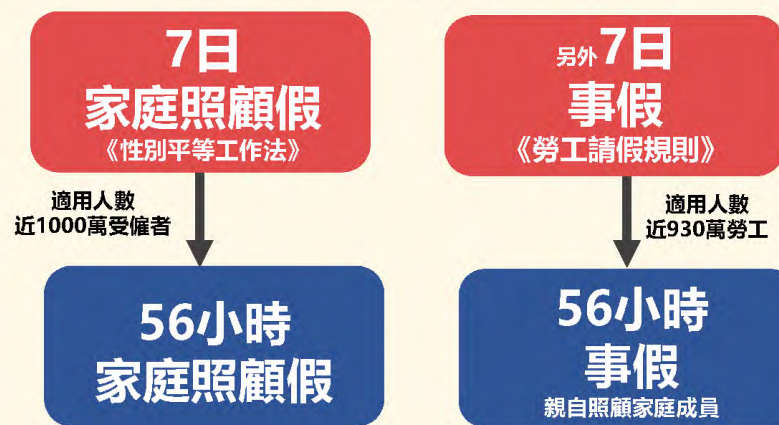 7日
家庭照顧假
《性別平等工作法》
適用人數
近1000萬受僱者
56小時
家庭照顧假
另外7日
事假
《勞工請假規則》
適用人數
近930萬勞工
56小時
事假
親自照顧家庭成員